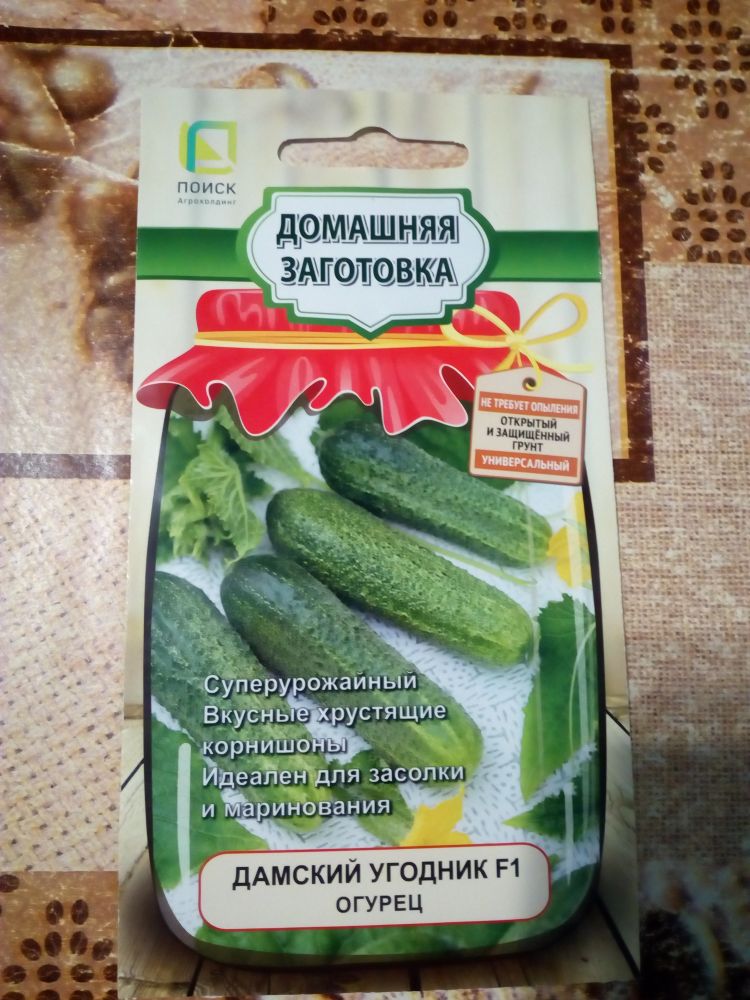 ПОИСК
Агрохолдинг
ДОМАШНЯЯ
ЗАГОТОВКА
НЕ ТРЕБУЕТ ОПЫЛЕНИЯ
ОТКРЫТЫЙ
И ЗАЩИЩЁННЫЙ
ГРУНТ
УНИВЕРСАЛЬНЫЙ
Суперурожайный
Вкусные хрустящие
корнишоны
Идеален для засолки
и маринования
ДАМСКИЙ УГОДНИК F1
ОГУРЕЦ